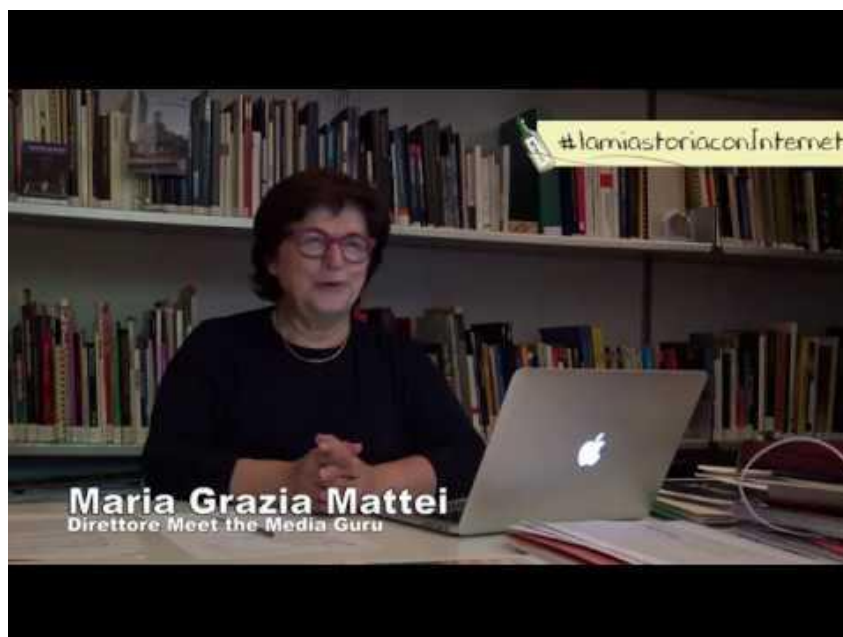 #lamiastoriaconInternet
Maria Grazia Mattei
Direttore Meet the Media Guru